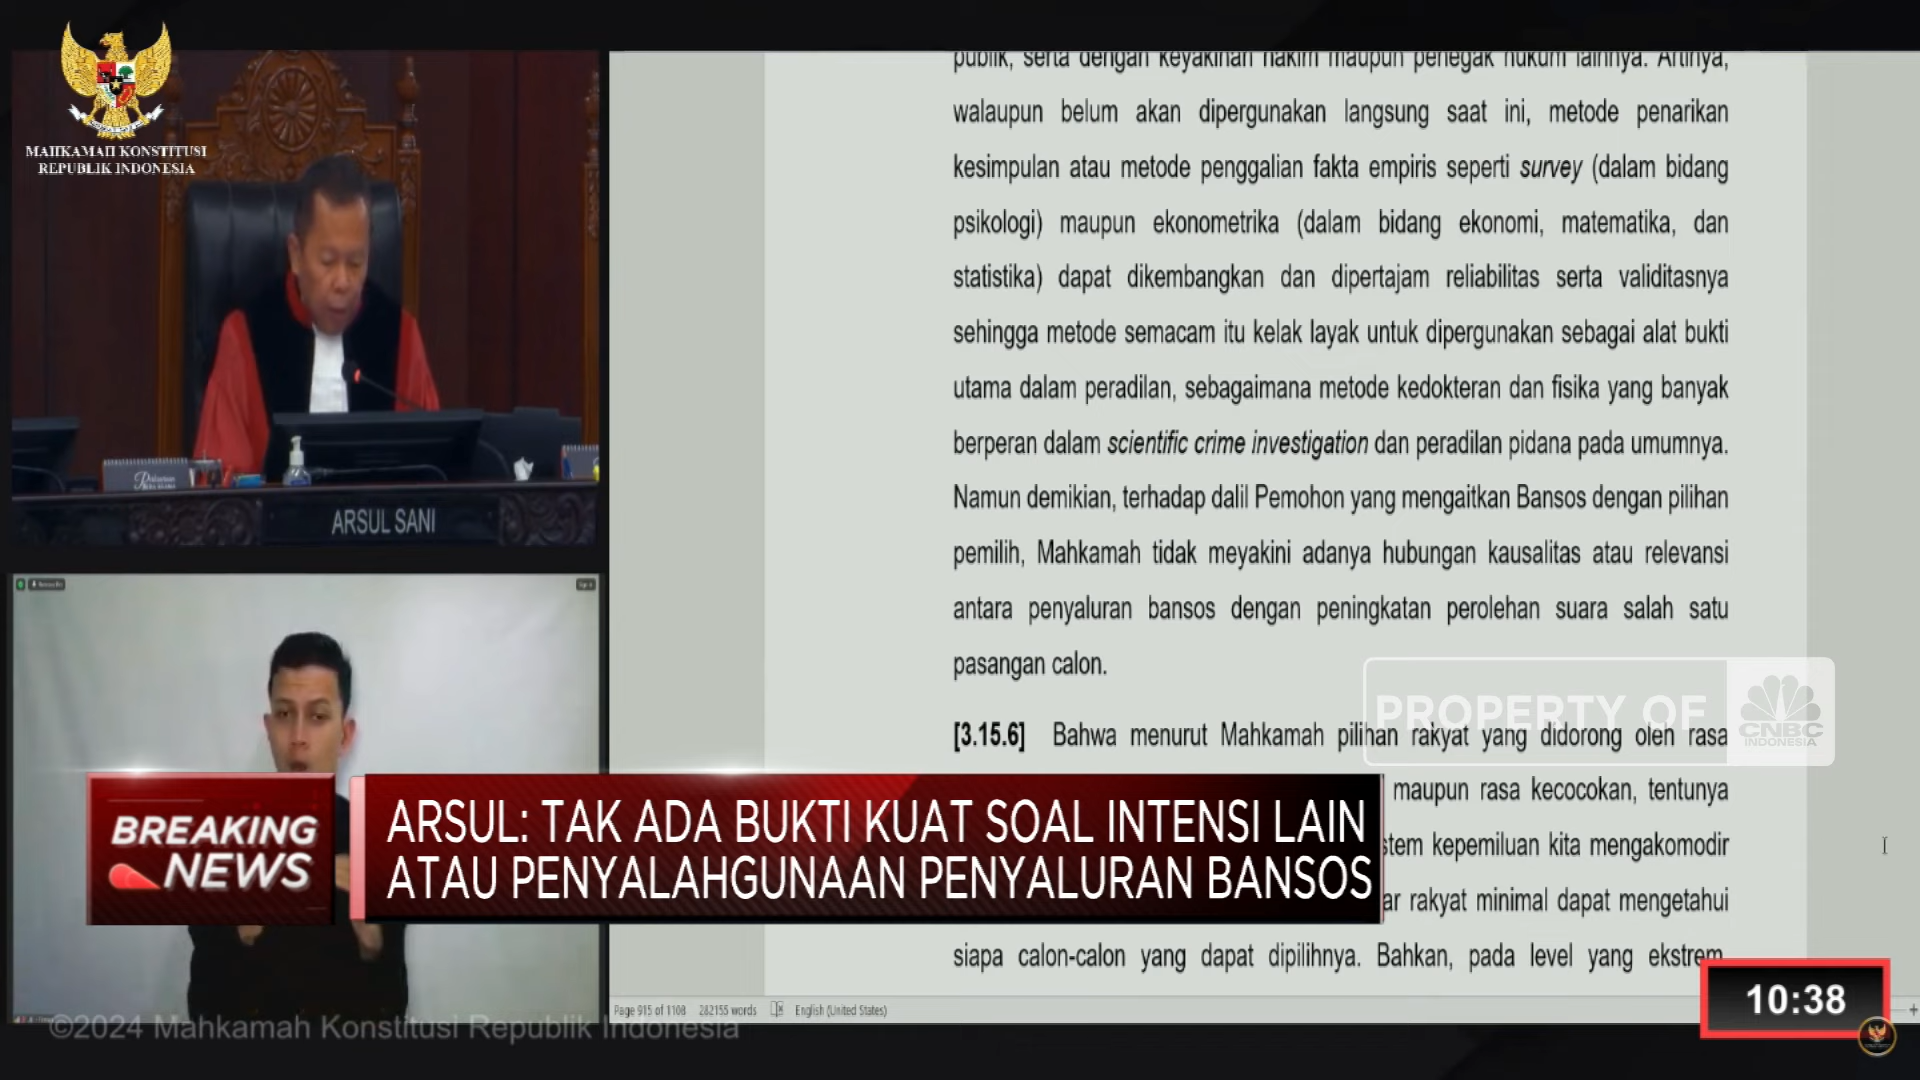 MAHKAMAH KONSTITUSI
REPUBLIK INDONESIA
ARSUL SANI
publik, serta dengan keyakinan hakim maupun penegak hukum lainnya. Artinya,
walaupun belum akan dipergunakan langsung saat ini, metode penarikan
kesimpulan atau metode penggalian fakta empiris seperti survey (dalam bidang
psikologi) maupun ekonometrika (dalam bidang ekonomi, matematika, dan
statistika) dapat dikembangkan dan dipertajam reliabilitas serta validitasnya
sehingga metode semacam itu kelak layak untuk dipergunakan sebagai alat bukti
utama dalam peradilan, sebagaimana metode kedokteran dan fisika yang banyak
berperan dalam scientific crime investigation dan peradilan pidana pada umumnya.
Namun demikian, terhadap dalil Pemohon yang mengaitkan Bansos dengan pilihan
pemilih, Mahkamah tidak meyakini adanya hubungan kausalitas atau relevansi
antara penyaluran bansos dengan peningkatan perolehan suara salah satu
pasangan calon.
PROPERTY OF
CNBC
INDONESIA
[3.15.6] Bahwa menurut Mahkamah pilihan rakyat yang didorong oleh rasa
maupun rasa kecocokan, tentunya
stem kepemiluan kita mengakomodir
ar rakyat minimal dapat mengetahui
siapa calon-calon yang dapat dipilihnya. Bahkan, pada level yang ekstrem,
BREAKING
NEWS
ARSUL: TAK ADA BUKTI KUAT SOAL INTENSI LAIN
ATAU PENYALAHGUNAAN PENYALURAN BANSOS
Page 915 of 1108 282155 words English (United States)
10:38
©2024 Mahkamah Konstitusi Republik Indonesia